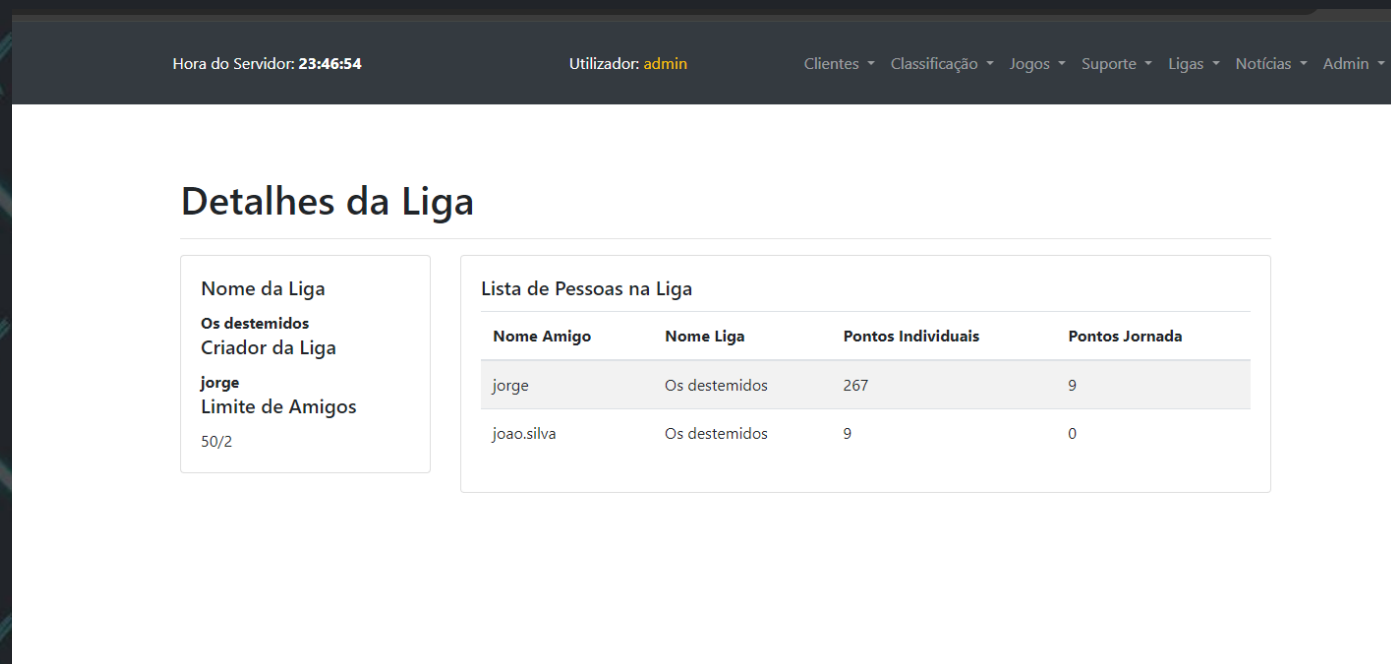 Hora do Servidor: 23:46:54 Utilizador: admin Clientes Classificação Jogos Suporte Ligas Notícias Admin
Detalhes da Liga
Nome da Liga
Os destemidos
Criador da Liga
jorge
Limite de Amigos
50/2
Lista de Pessoas na Liga
Nome Amigo Nome Liga Pontos Individuais Pontos Jornada
jorge Os destemidos 267 9
joao.silva Os destemidos 9 0